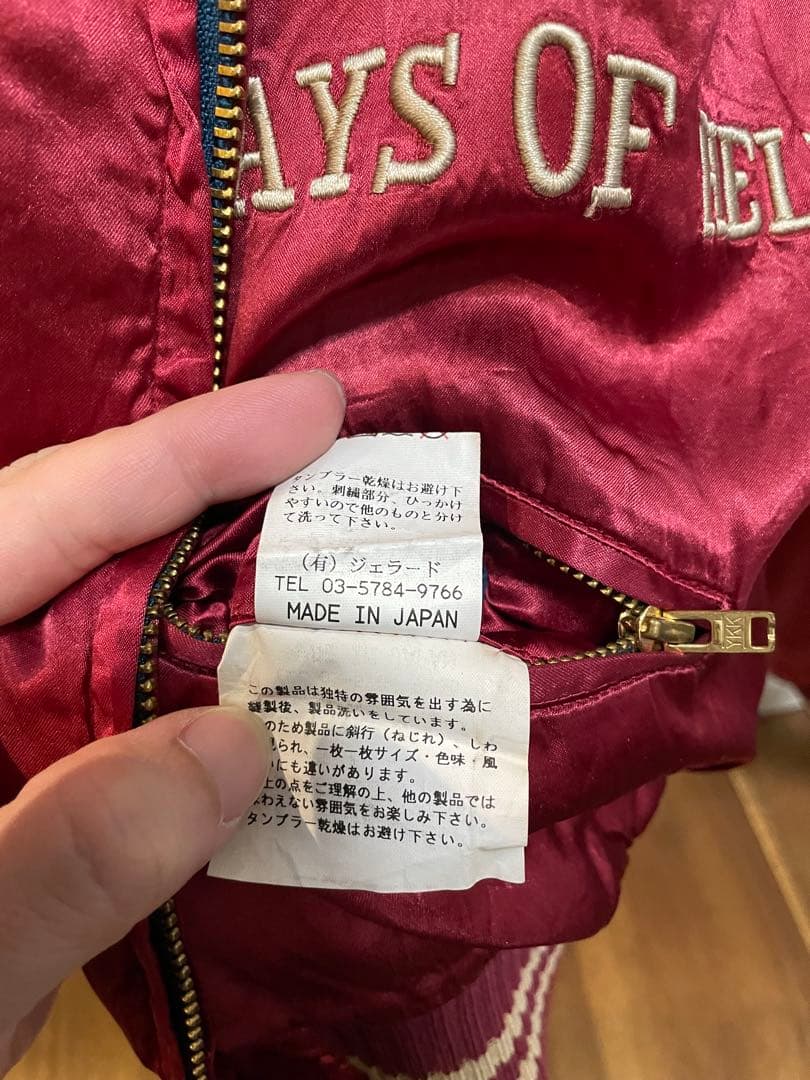 AYS OF HEL
タンブラー乾燥はお避け下
さい。刺繍部分、ひっかけ
やすいので他のものと分け
て洗って下さい。
(有)ジェラード
TEL 03-5784-9766
MADE IN JAPAN
YKK
この製品は独特の雰囲気を出す為に
縫製後、製品洗いをしています。
のため製品に斜行(ねじれ)、しわ
見られ、一枚一枚サイズ・色味・風
いにも違いがあります。
上の点をご理解の上、他の製品では
味わえない雰囲気をお楽しみ下さい。
タンブラー乾燥はお避け下さい。